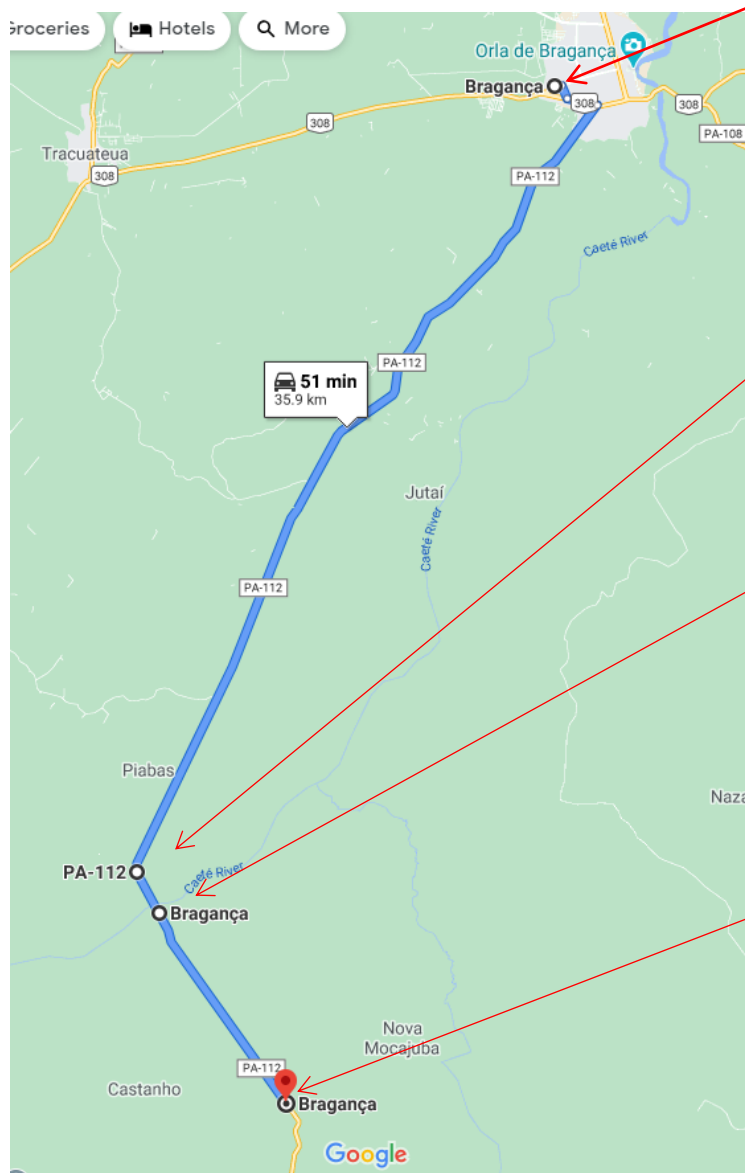 Groceries
Hotels
More
Orla de Bragança
Bragança
308
308
308
PA-108
Tracuateua
308
PA-112
Caeté River
PA-112
51 min
35.9 km
Jutaí
Caeté River
PA-112
Piabas
Naza
PA-112
Caeté River
Bragança
Nova
Mocajuba
PA-112
Castanho
Bragança
Google